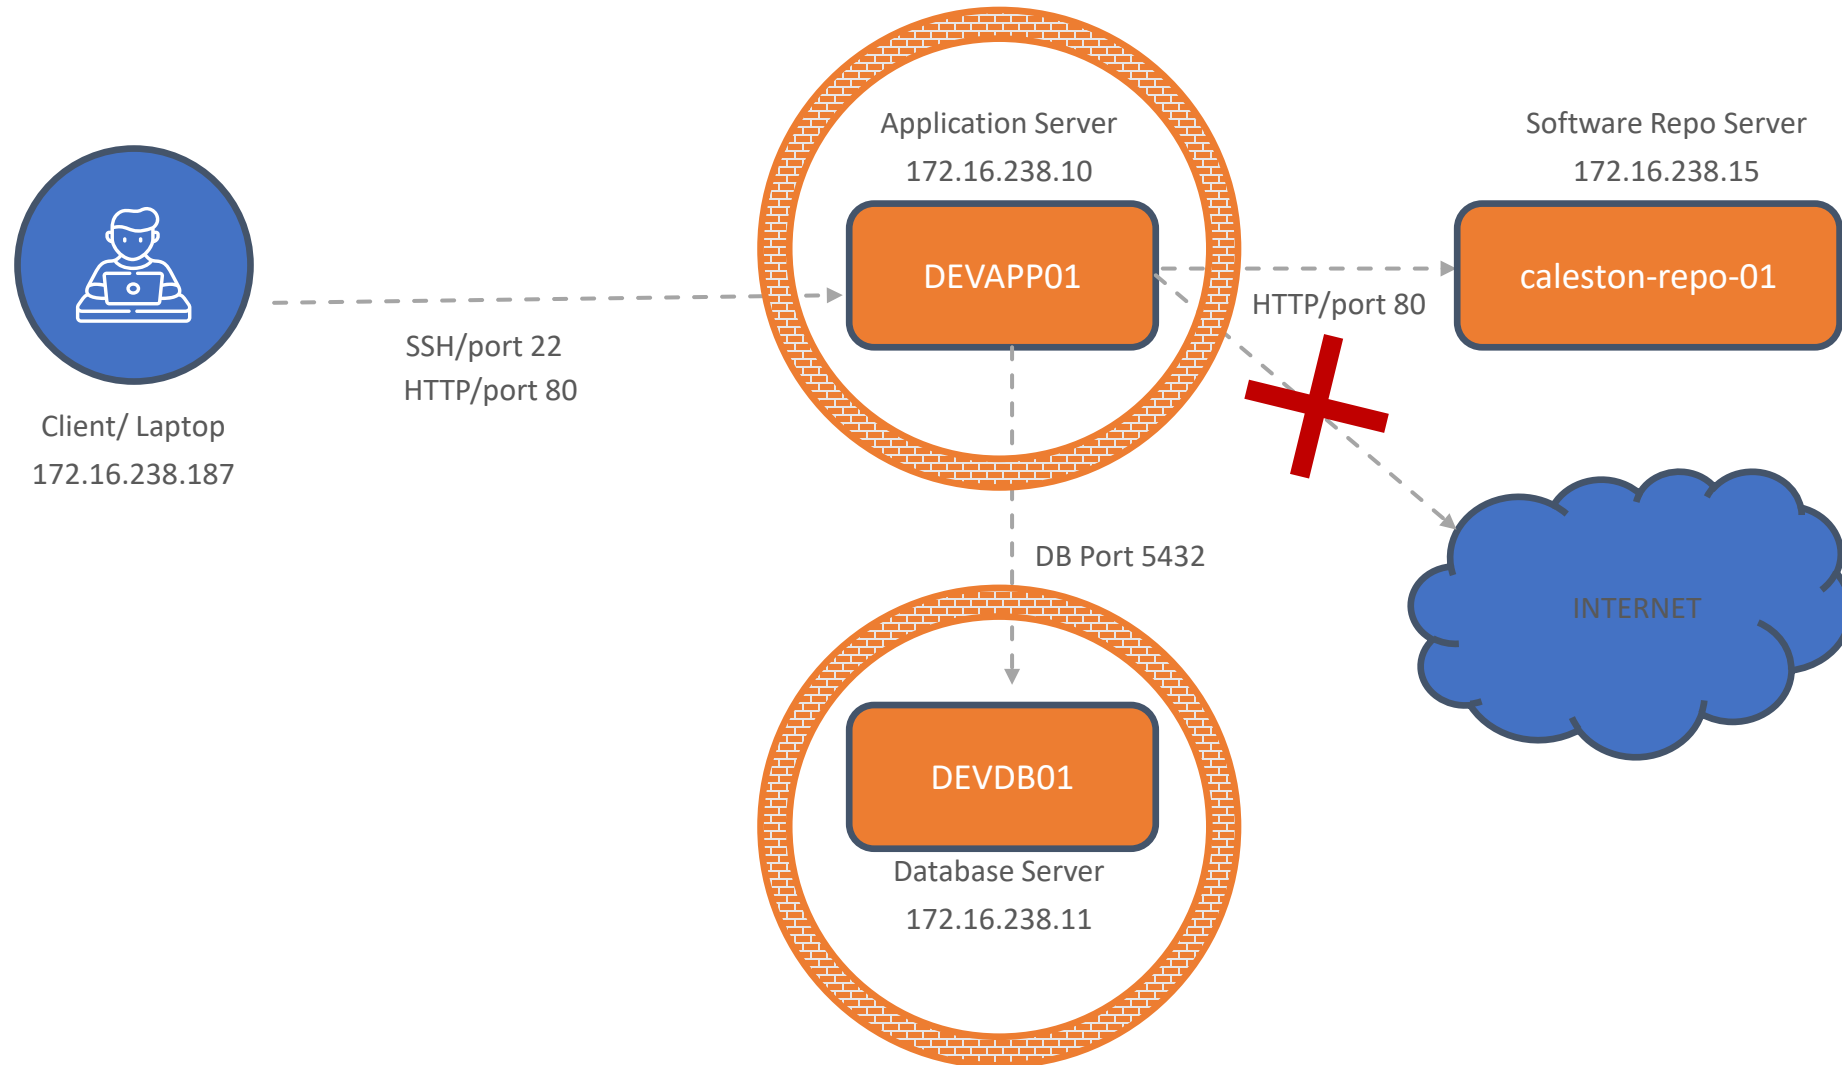 Application Server
172.16.238.10
DEVAPP01
Software Repo Server
172.16.238.15
caleston-repo-01
HTTP/port 80
SSH/port 22
HTTP/port 80
Client/ Laptop
172.16.238.187
DB Port 5432
INTERNET
DEVDB01
Database Server
172.16.238.11